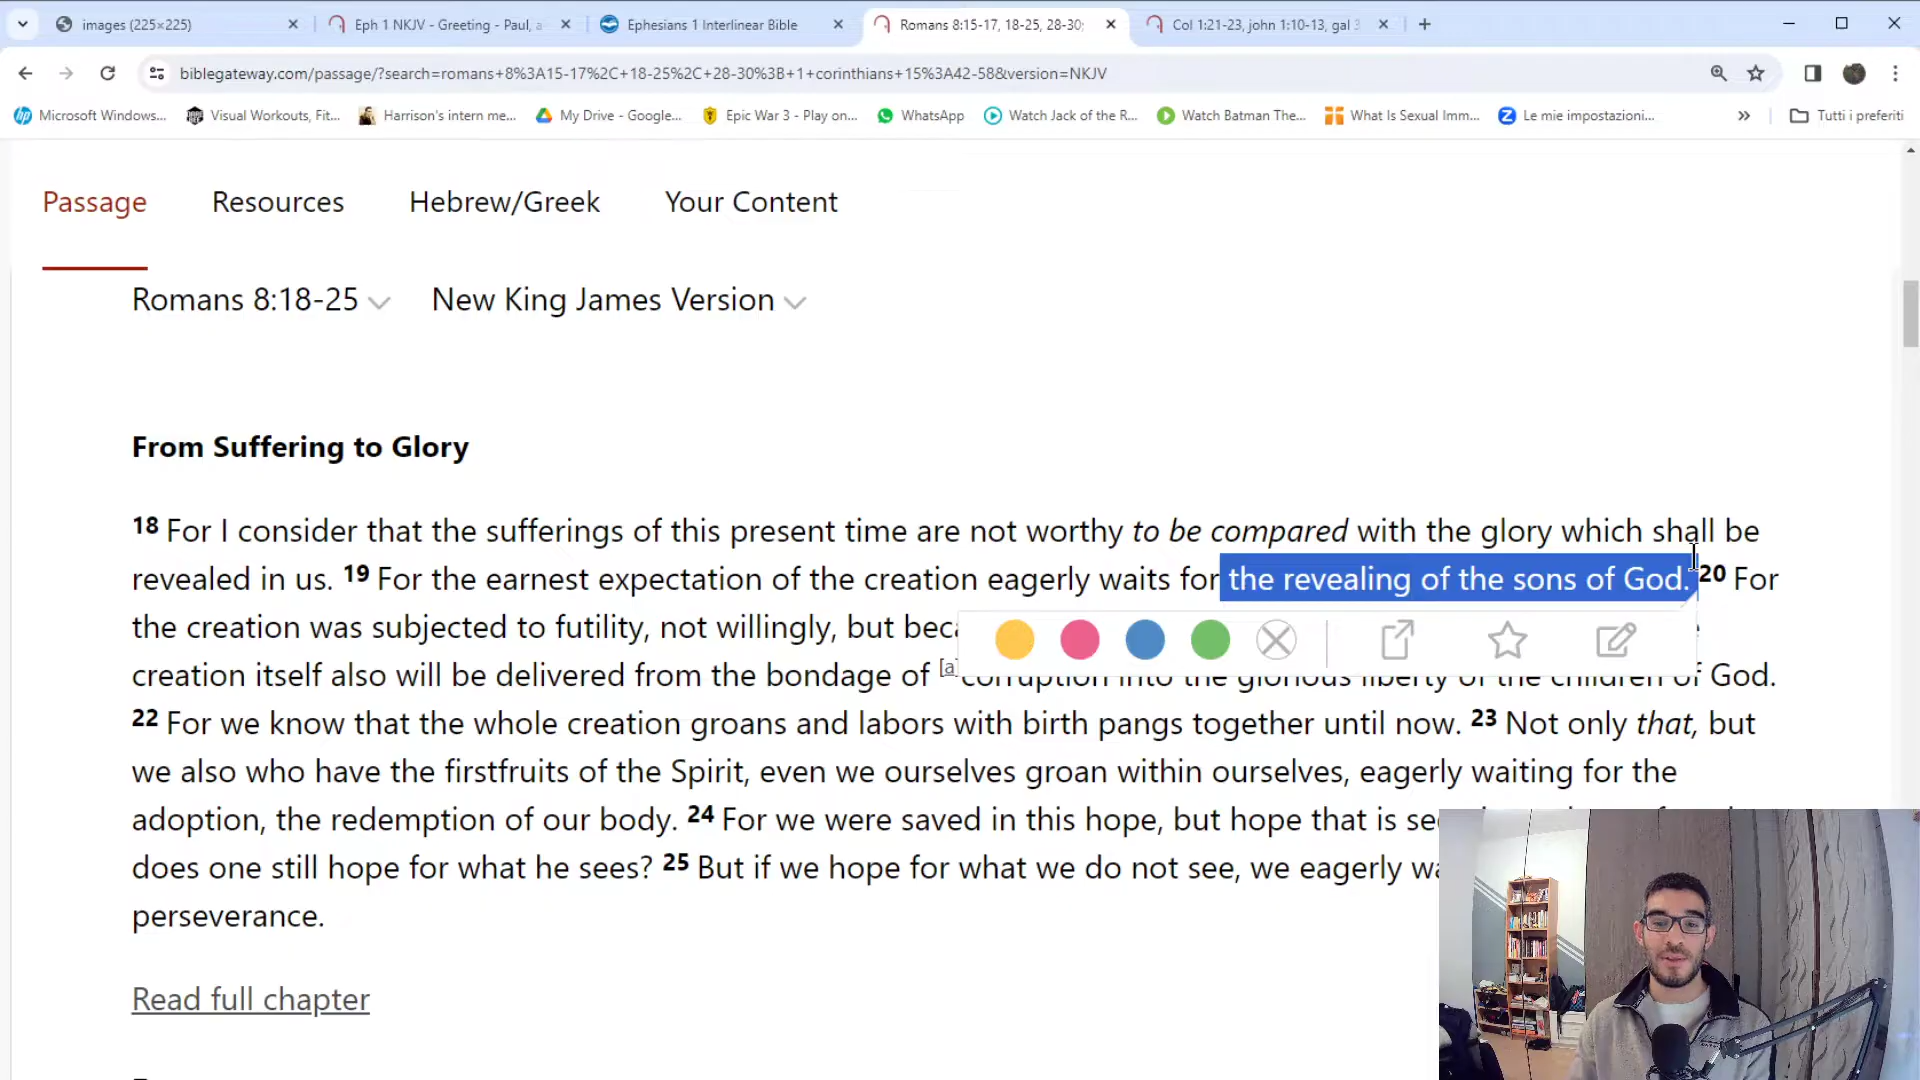 images (225×225)
Eph 1 NKJV - Greeting - Paul, a
Ephesians 1 Interlinear Bible
Romans 8:15-17, 18-25, 28-30;
Col 1:21-23, john 1:10-13, gal 3
biblegateway.com/passage/?search=romans+8%3A15-17%2C+18-25%2C+28-30%3B+1+corinthians+15%3A42-58&version=NKJV
Microsoft Windows...
Visual Workouts, Fit...
Harrison's intern me...
My Drive - Google...
Epic War 3 - Play on...
WhatsApp
Watch Jack of the R...
Watch Batman The...
What Is Sexual Imm...
Le mie impostazioni...
»
Tutti i preferiti
Passage
Resources
Hebrew/Greek
Your Content
Romans 8:18-25
New King James Version
From Suffering to Glory
18 For I consider that the sufferings of this present time are not worthy to be compared with the glory which shall be
revealed in us. 19 For the earnest expectation of the creation eagerly waits for the revealing of the sons of God. 20 For
the creation was subjected to futility, not willingly, but beca
creation itself also will be delivered from the bondage of [a] corruption into the glorious liberty of the children of God.
22 For we know that the whole creation groans and labors with birth pangs together until now. 23 Not only that, but
we also who have the firstfruits of the Spirit, even we ourselves groan within ourselves, eagerly waiting for the
adoption, the redemption of our body. 24 For we were saved in this hope, but hope that is se
does one still hope for what he sees? 25 But if we hope for what we do not see, we eagerly wa
perseverance.
Read full chapter